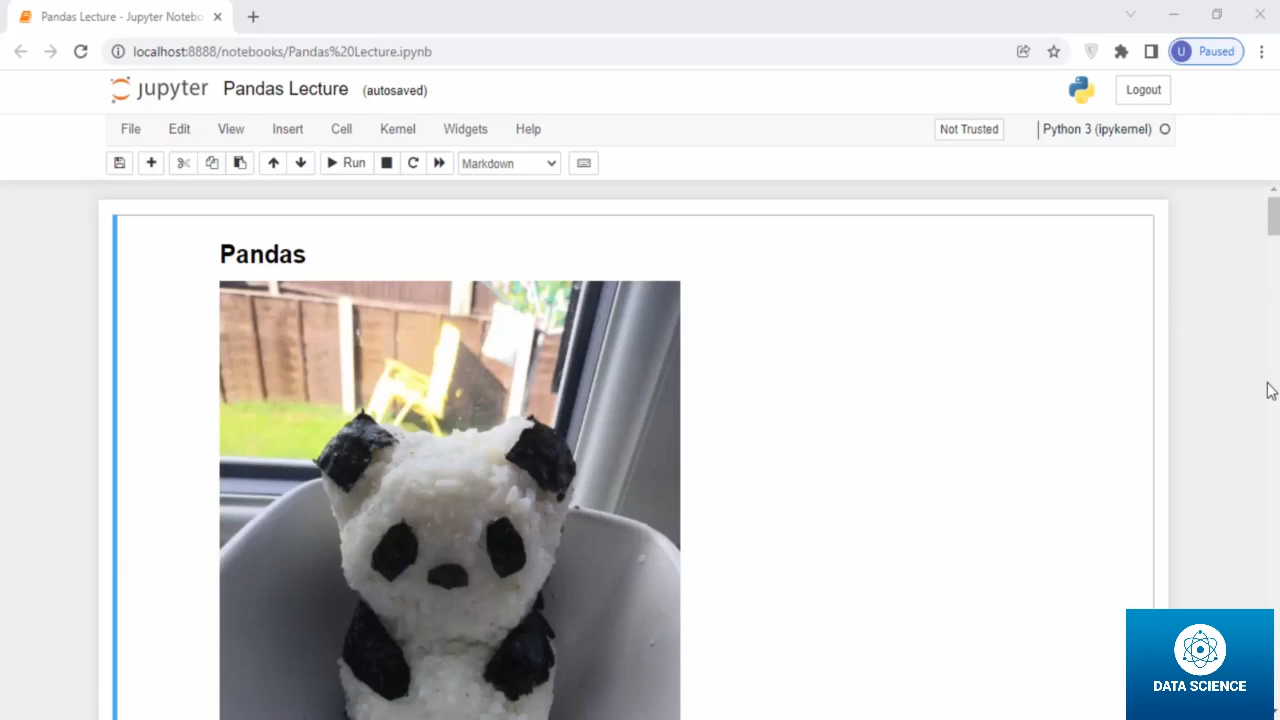 Pandas Lecture - Jupyter Notebo
localhost:8888/notebooks/Pandas%20Lecture.ipynb
U Paused
jupyter Pandas Lecture (autosaved)
Logout
File Edit View Insert Cell Kernel Widgets Help
Not Trusted Python 3 (ipykernel)
Run Markdown
Pandas
DATA SCIENCE